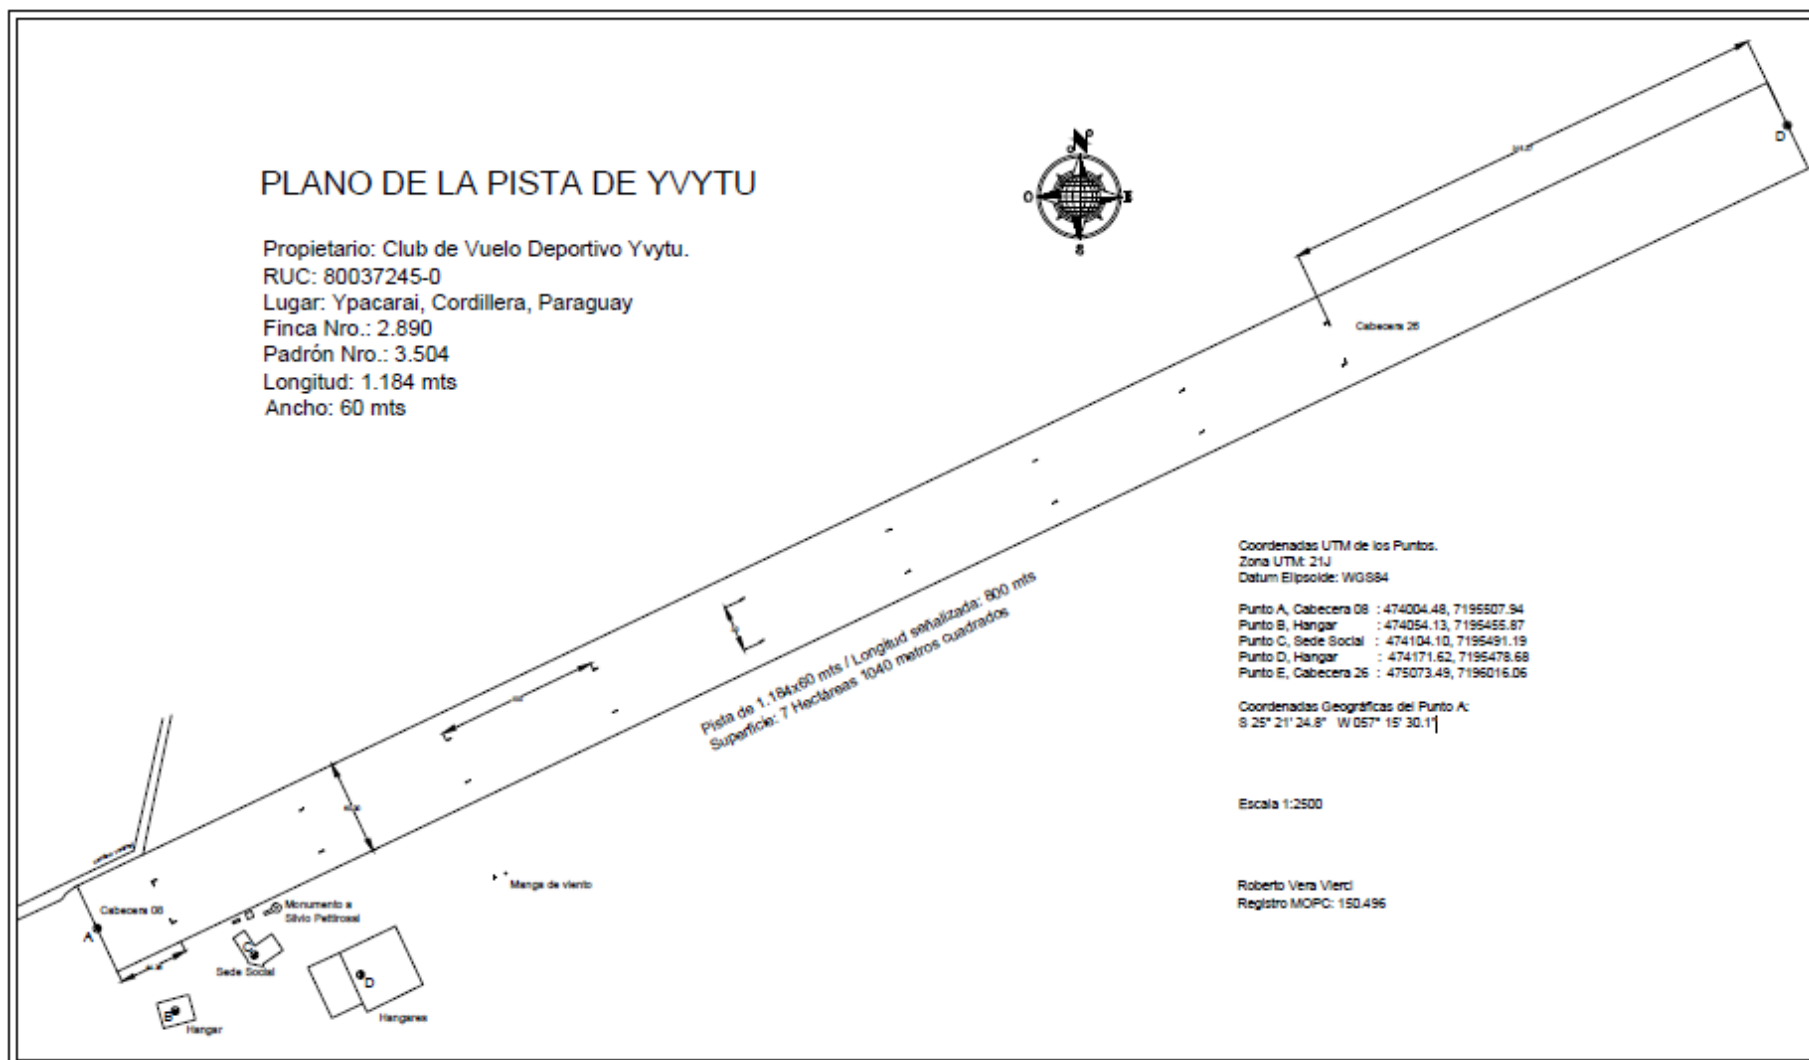 PLANO DE LA PISTA DE YVYTU
Propietario: Club de Vuelo Deportivo Yvytu.
RUC: 80037245-0
Lugar: Ypacarai, Cordillera, Paraguay
Finca Nro.: 2.890
Padrón Nro.: 3.504
Longitud: 1.184 mts
Ancho: 60 mts
N
O
E
S
D
Cabecera 26
Pista de 1.184x60 mts / Longitud señalizada: 800 mts
Superficie: 7 Hectáreas 1040 metros cuadrados
Coordenadas UTM de los Puntos.
Zona UTM: 21J
Datum Elipsoide: WGS84
Punto A, Cabecera 08 : 474004.48, 7195507.94
Punto B, Hangar : 474054.13, 7195455.87
Punto C, Sede Social : 474104.10, 7195491.19
Punto D, Hangar : 474171.62, 7195478.68
Punto E, Cabecera 26 : 475073.49, 7196016.06
Coordenadas Geográficas del Punto A:
S 25° 21' 24.8" W 057° 15' 30.1"
Escala 1:2500
Roberto Vera Vierci
Registro MOPC: 150.496
Manga de viento
Cabecera 08
Monumento a
Silvio Pettirossi
A
C
Sede Social
D
Hangares
B
Hangar